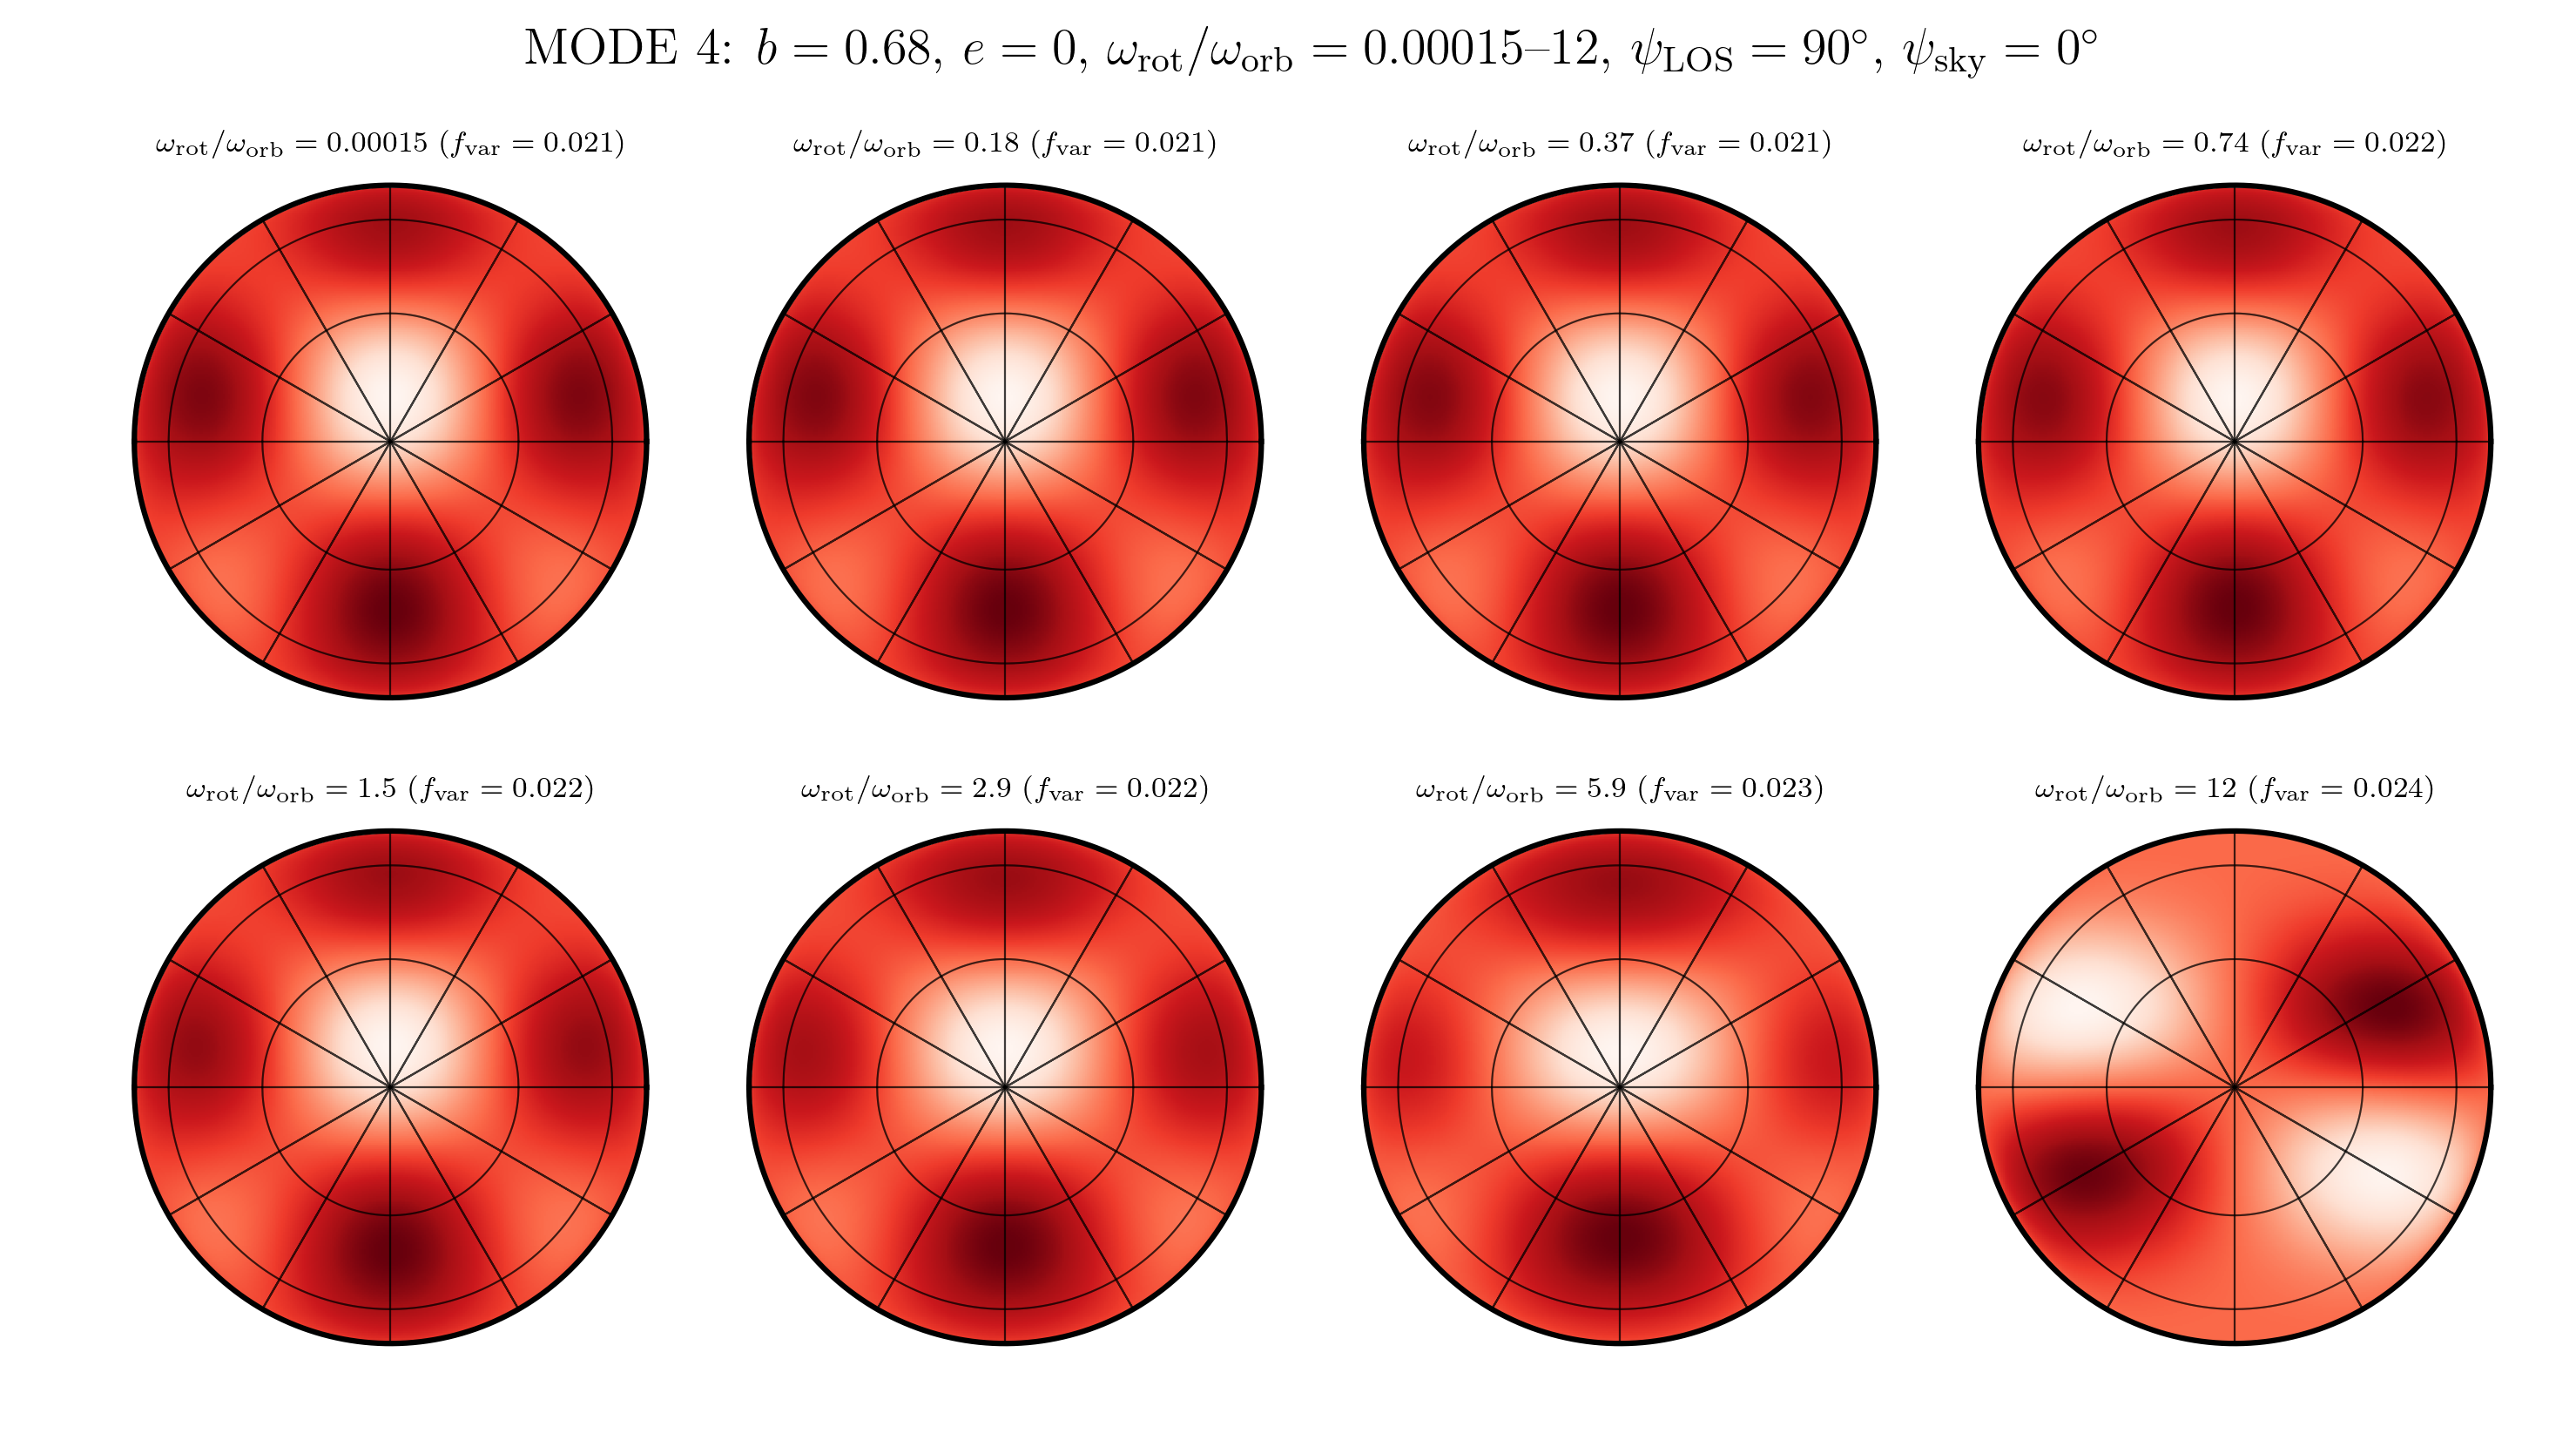 MODE 4: b = 0.68, e = 0, ω_rot/ω_orb = 0.00015–12, ψ_LOS = 90°, ψ_sky = 0°
ω_rot/ω_orb = 0.00015 (f_var = 0.021)
ω_rot/ω_orb = 0.18 (f_var = 0.021)
ω_rot/ω_orb = 0.37 (f_var = 0.021)
ω_rot/ω_orb = 0.74 (f_var = 0.022)
ω_rot/ω_orb = 1.5 (f_var = 0.022)
ω_rot/ω_orb = 2.9 (f_var = 0.022)
ω_rot/ω_orb = 5.9 (f_var = 0.023)
ω_rot/ω_orb = 12 (f_var = 0.024)